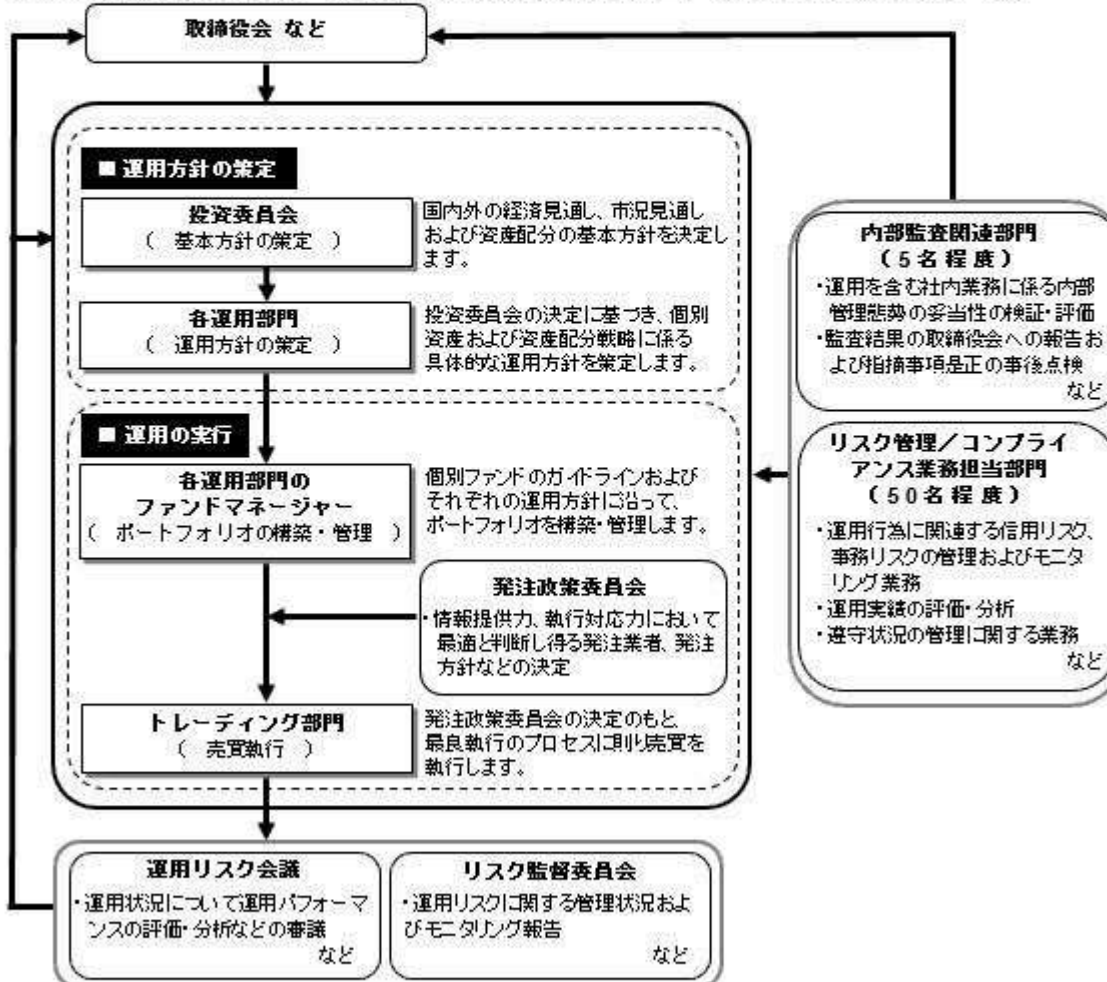 取締役会 など
■ 運用方針の策定
投資委員会
（ 基本方針の策定 ）
国内外の経済見通し、市況見通し
および資産配分の基本方針を決定し
ます。
各運用部門
（ 運用方針の策定 ）
投資委員会の決定に基づき、個別
資産および資産配分戦略に係る
具体的な運用方針を策定します。
■ 運用の実行
各運用部門の
ファンドマネージャー
（ ポートフォリオの構築・管理 ）
個別ファンドのガイドラインおよび
それぞれの運用方針に沿って、
ポートフォリオを構築・管理します。
発注政策委員会
・情報提供力、執行対応力において
最適と判断し得る発注業者、発注
方針などの決定
トレーディング部門
（ 売買執行 ）
発注政策委員会の決定のもと
最良執行のプロセスに則り売買を
執行します。
運用リスク会議
・運用状況について運用パフォーマ
ンスの評価・分析などの審議
など
リスク監督委員会
・運用リスクに関する管理状況およ
びモニタリング報告
など
内部監査関連部門
（５名程度）
・運用を含む社内業務に係る内部
管理態勢の妥当性の検証・評価
・監査結果の取締役会への報告お
よび指摘事項是正の事後点検
など
リスク管理／コンプライ
アンス業務担当部門
（５０名程度）
・運用行為に関連する信用リスク、
事務リスクの管理およびモニタ
リング業務
・運用実績の評価・分析
・遵守状況の管理に関する業務
など